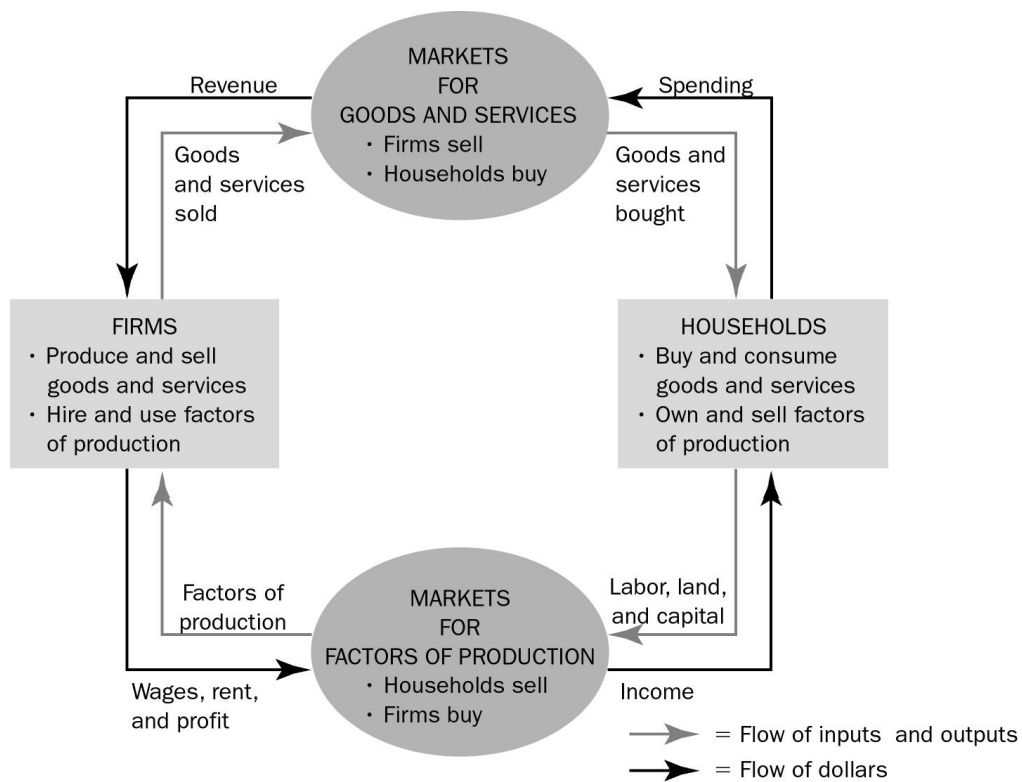 MARKETS
FOR
GOODS AND SERVICES
• Firms sell
• Households buy
Revenue
Spending
Goods
and services
sold
Goods and
services
bought
FIRMS
• Produce and sell
goods and services
• Hire and use factors
of production
HOUSEHOLDS
• Buy and consume
goods and services
• Own and sell factors
of production
Factors of
production
Labor, land,
and capital
MARKETS
FOR
FACTORS OF PRODUCTION
• Households sell
• Firms buy
Wages, rent,
and profit
Income
= Flow of inputs and outputs
= Flow of dollars